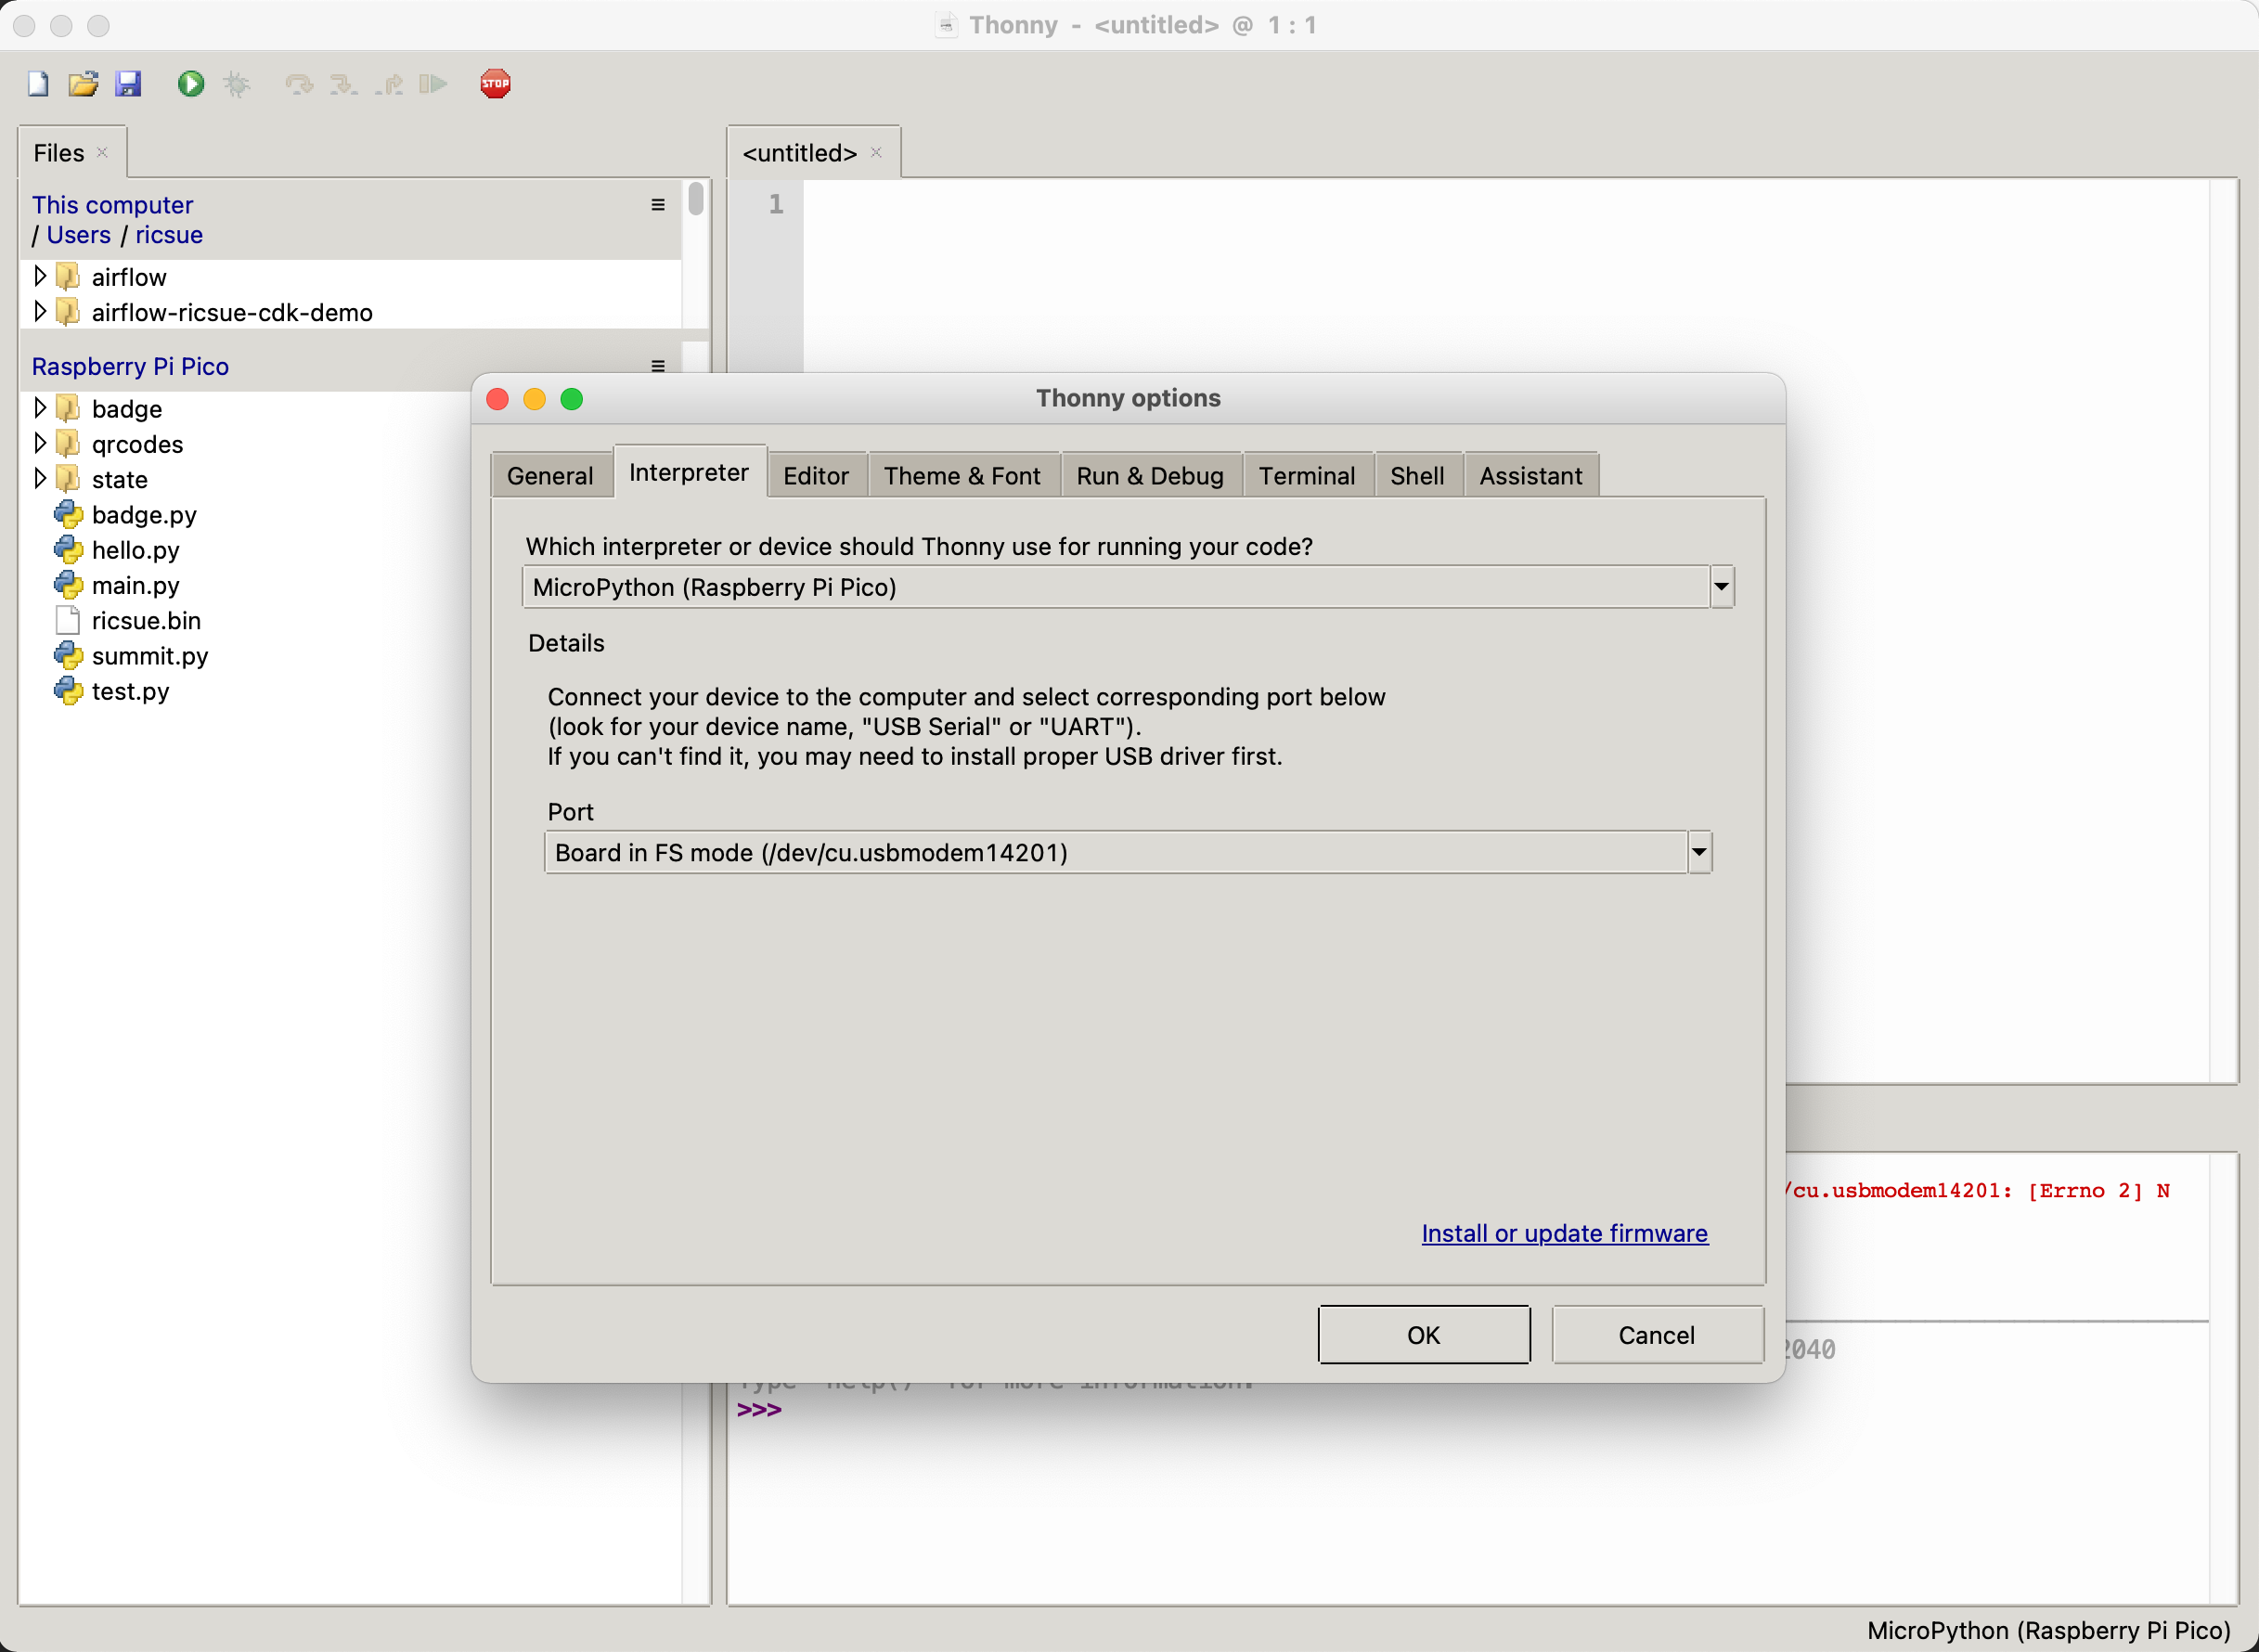 Thonny - <untitled> @ 1 : 1
STOP
Files
<untitled>
This computer
/ Users / ricsue
1
airflow
airflow-ricsue-cdk-demo
Raspberry Pi Pico
badge
qrcodes
state
badge.py
hello.py
main.py
ricsue.bin
summit.py
test.py
Thonny options
General
Interpreter
Editor
Theme & Font
Run & Debug
Terminal
Shell
Assistant
Which interpreter or device should Thonny use for running your code?
MicroPython (Raspberry Pi Pico)
Details
Connect your device to the computer and select corresponding port below
(look for your device name, "USB Serial" or "UART").
If you can't find it, you may need to install proper USB driver first.
Port
Board in FS mode (/dev/cu.usbmodem14201)
Install or update firmware
OK
Cancel
/cu.usbmodem14201: [Errno 2] N
2040
Type "help()" for more information.
>>>
MicroPython (Raspberry Pi Pico)